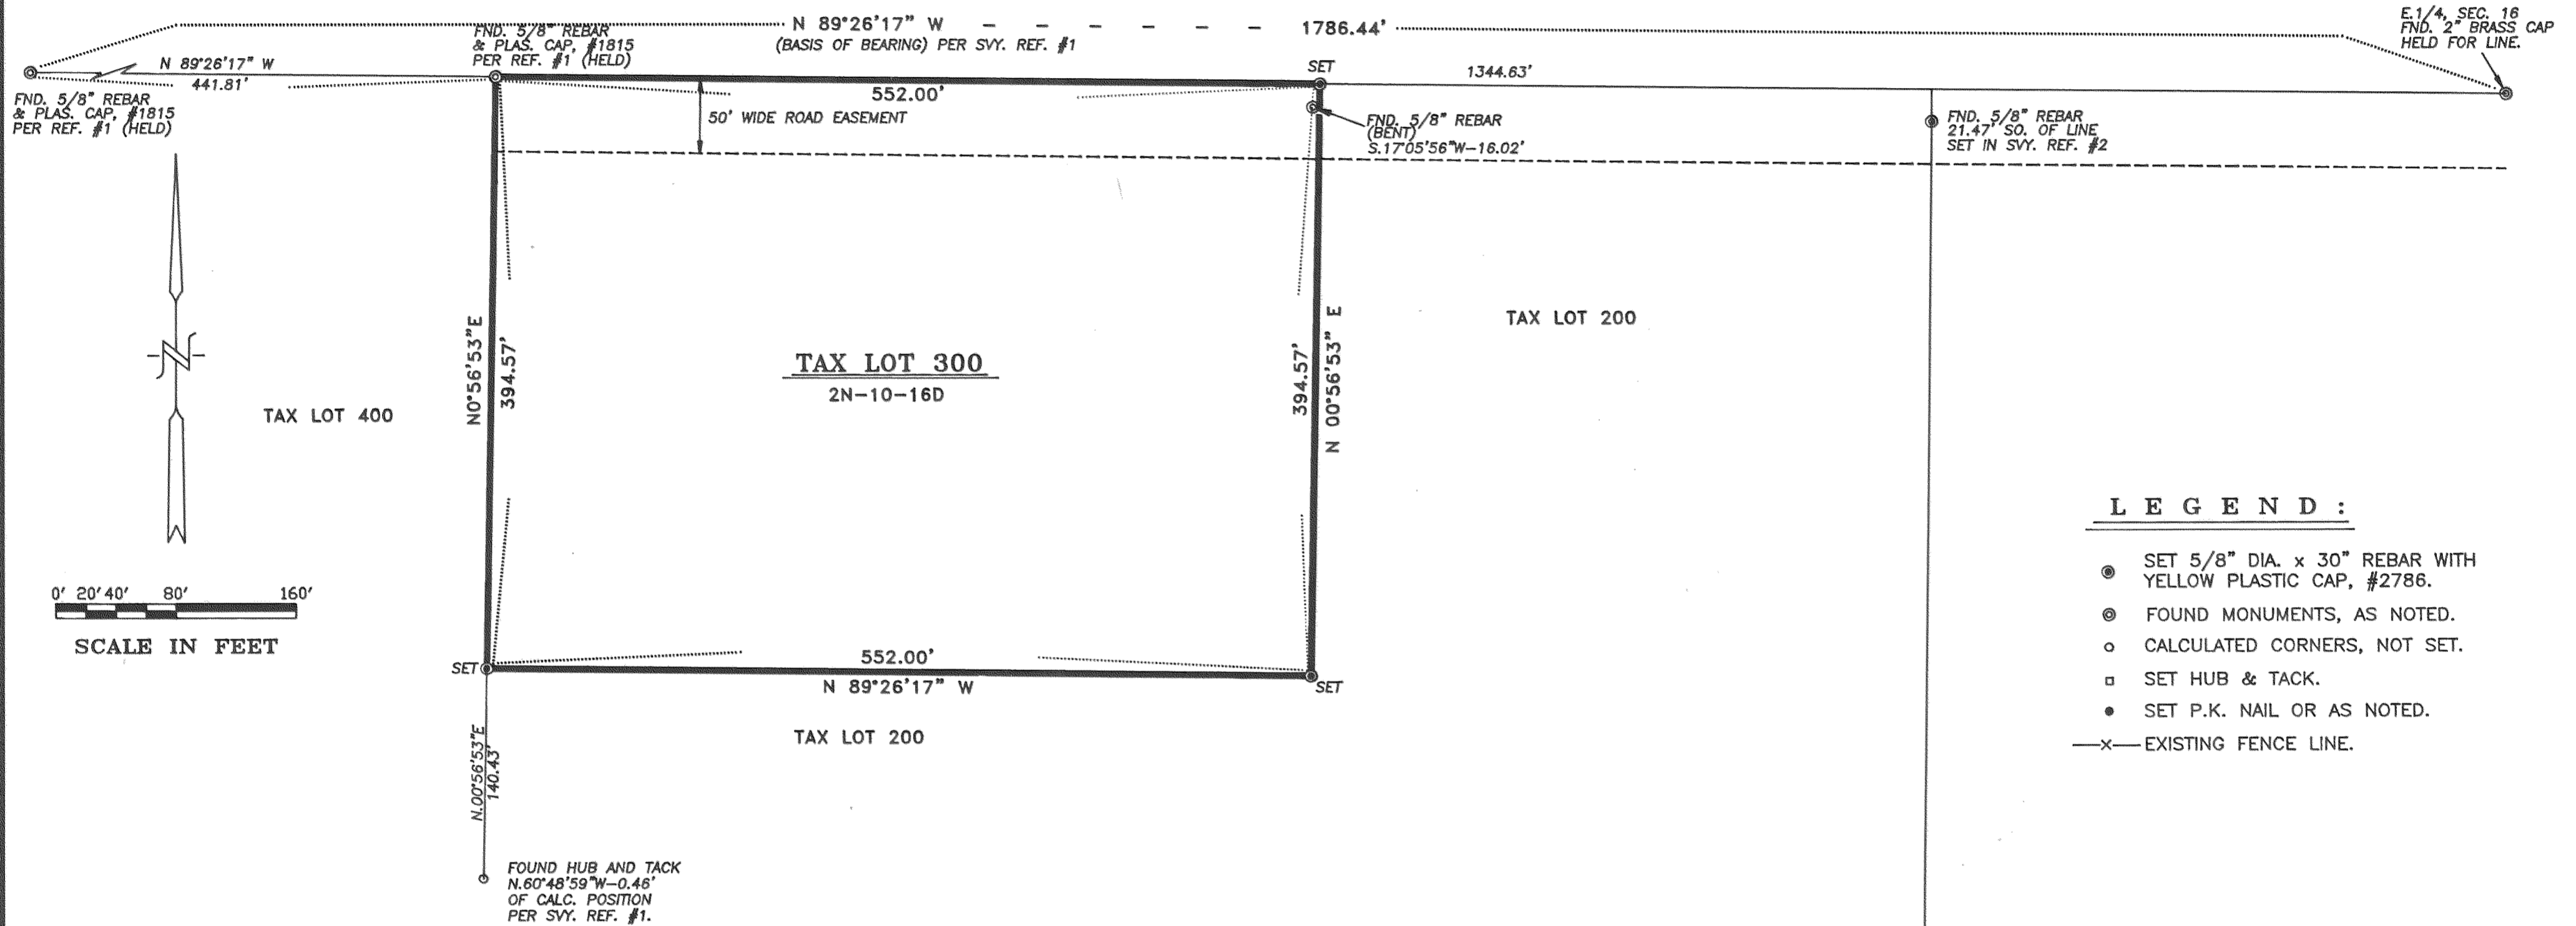 N 89°26'17" W — — — — — — 1786.44'
(BASIS OF BEARING) PER SVY. REF. #1
E.1/4, SEC. 16
FND. 2" BRASS CAP
HELD FOR LINE.
FND. 5/8" REBAR
& PLAS. CAP, #1815
PER REF. #1 (HELD)
N 89°26'17" W
441.81'
FND. 5/8" REBAR
& PLAS. CAP, #1815
PER REF. #1 (HELD)
SET
552.00'
1344.63'
50' WIDE ROAD EASEMENT
FND. 5/8" REBAR
(BENT)
S.17°05'56"W-16.02'
FND. 5/8" REBAR
21.47' SO. OF LINE
SET IN SVY. REF. #2
N
N0°56'53"E
394.57'
TAX LOT 300
2N-10-16D
394.57'
N 00°56'53" E
TAX LOT 200
TAX LOT 400
0' 20' 40' 80' 160'
SCALE IN FEET
SET
552.00'
N 89°26'17" W
SET
N.00°56'53"E
140.43'
TAX LOT 200
FOUND HUB AND TACK
N.60°48'59"W-0.46'
OF CALC. POSITION
PER SVY. REF. #1.
LEGEND:
SET 5/8" DIA. x 30" REBAR WITH
YELLOW PLASTIC CAP, #2786.
FOUND MONUMENTS, AS NOTED.
CALCULATED CORNERS, NOT SET.
SET HUB & TACK.
SET P.K. NAIL OR AS NOTED.
—x— EXISTING FENCE LINE.